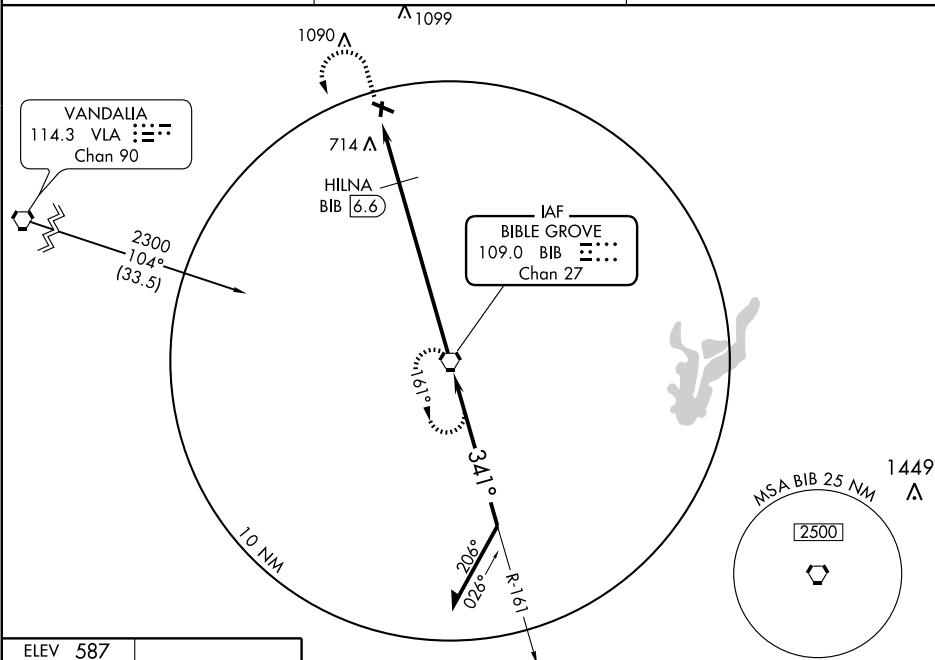 1099
1090
VANDALIA
114.3 VLA
Chan 90
714
HILNA
BIB 6.6
IAF
BIBLE GROVE
109.0 BIB
Chan 27
2300
104°
(33.5)
161°
341°
1449
MSA BIB 25 NM
2500
10 NM
206°
026°
R-161
ELEV 587